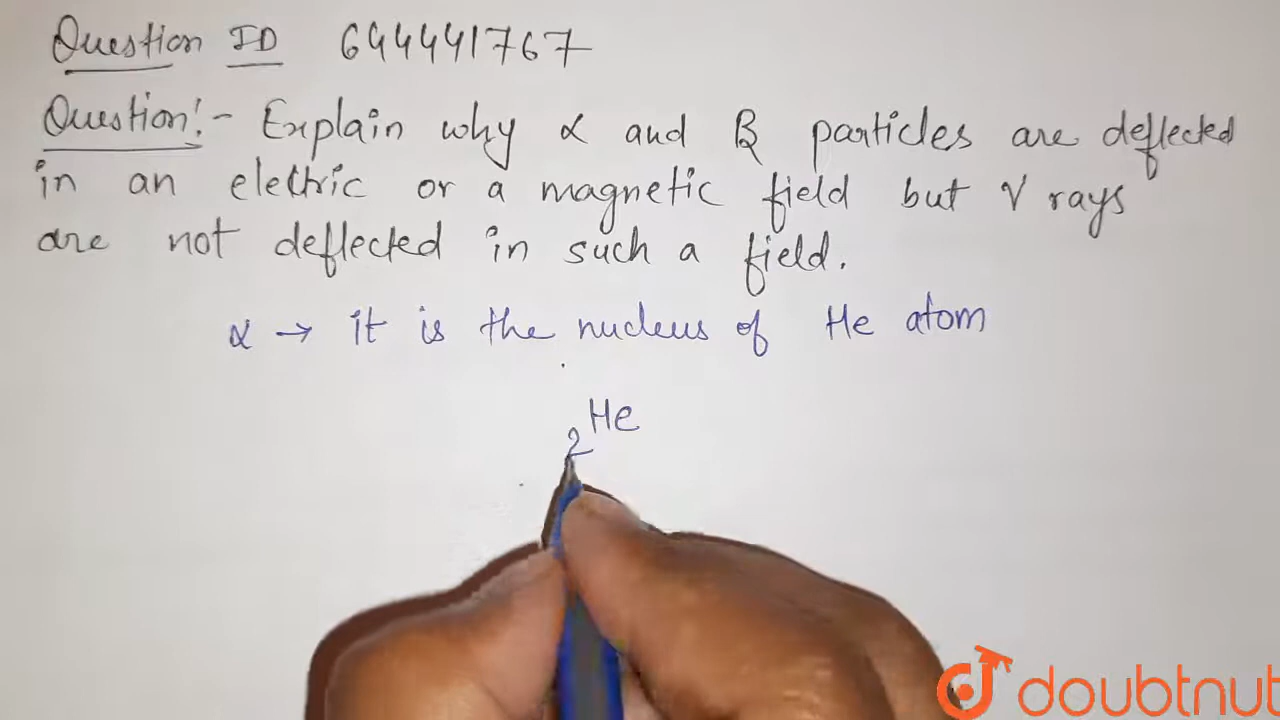 Question ID 644441767
Question:- Explain why α and β particles are deflected
in an electric or a magnetic field but γ rays
are not deflected in such a field.
α → it is the nucleus of He atom
₂He
doubtnut